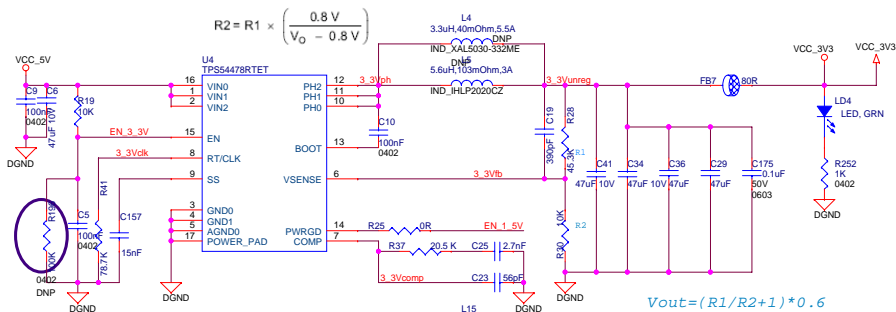 R2 = R1 × ( 0.8 V / VO − 0.8 V )
L4
3.3uH,40mOhm,5.5A
DNP
IND_XAL5030-332ME
DNP
L5
5.6uH,103mOhm,3A
IND_IHLP2020CZ
VCC_5V
U4
TPS54478RTET
16 VIN0
1 VIN1
2 VIN2
15 EN
8 RT/CLK
9 SS
3 GND0
4 GND1
5 AGND0
17 POWER_PAD
PH2 12
PH1 11
PH0 10
BOOT 13
VSENSE 6
PWRGD 14
COMP 7
C9
100nF
0402
C6
47uF 10V
DGND
R19
10K
EN_3_3V
3_3Vclk
R41
78.7K
C157
15nF
C5
100nF
0402
0402
DNP
DGND
DGND
3_3Vph
C10
100nF
0402
3_3Vunreg
C19
390pF
R28
45.3K
R1
3_3Vfb
R30
10K
R2
R25
0R
EN_1_5V
R37
20.5 K
C25
2.7nF
C23
56pF
3_3Vcomp
DGND
L15
C41
47uF 10V
C34
47uF
C36
10V 47uF
C29
47uF
C175
0.1uF
50V
0603
DGND
FB7
80R
VCC_3V3
VCC_3V3
LD4
LED, GRN
R252
1K
0402
DGND
Vout=(R1/R2+1)*0.6